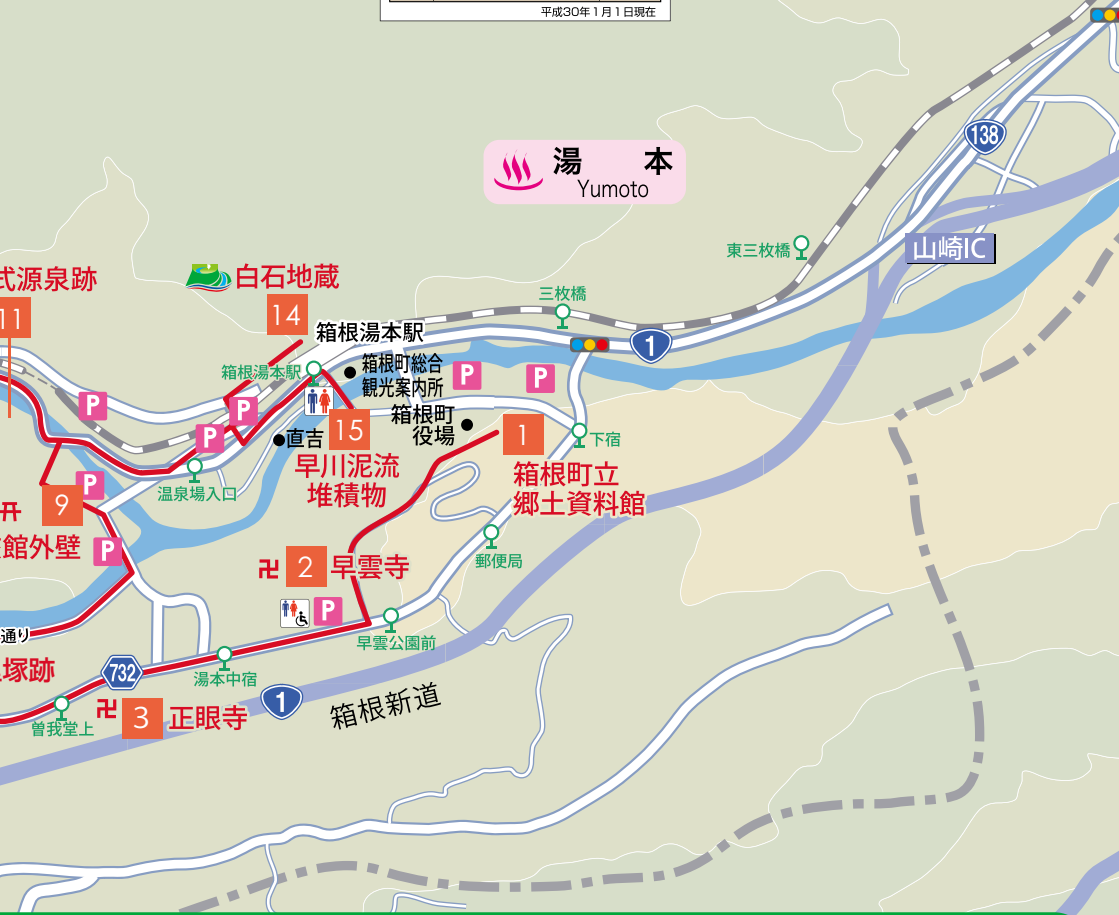 平成30年1月1日現在
138
湯 本
Yumoto
東三枚橋
山崎IC
式源泉跡
11
白石地蔵
14
三枚橋
箱根湯本駅
1
箱根湯本駅
箱根町総合
観光案内所
P
P
P
P
P
箱根町
役場
直吉
15
1
下宿
早川泥流
堆積物
箱根町立
郷土資料館
温泉場入口
P
9
館外壁
P
郵便局
卍
2
早雲寺
P
通り
早雲公園前
塚跡
732
湯本中宿
卍
3
正眼寺
1
箱根新道
曽我堂上